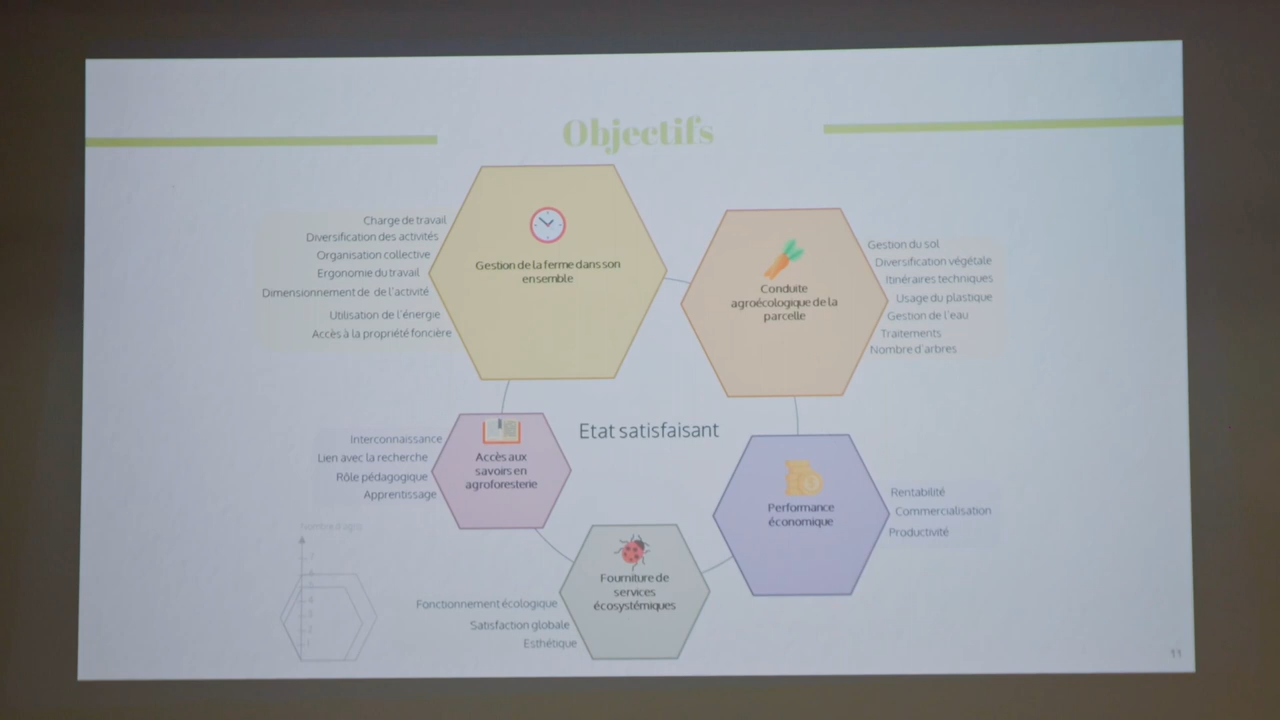 Objectifs
Charge de travail
Diversification des activités
Organisation collective
Ergonomie du travail
Dimensionnement de de l'activité
Utilisation de l'énergie
Accès à la propriété foncière
Gestion de la ferme dans son
ensemble
Conduite
agroécologique de la
parcelle
Gestion du sol
Diversification végétale
Itinéraires techniques
Usage du plastique
Gestion de l'eau
Traitements
Nombre d'arbres
Etat satisfaisant
Interconnaissance
Lien avec la recherche
Rôle pédagogique
Apprentissage
Accès aux
savoirs en
agroforesterie
Performance
économique
Rentabilité
Commercialisation
Productivité
Fourniture de
services
écosystémiques
Fonctionnement écologique
Satisfaction globale
Esthétique
Nombre d'agro
11